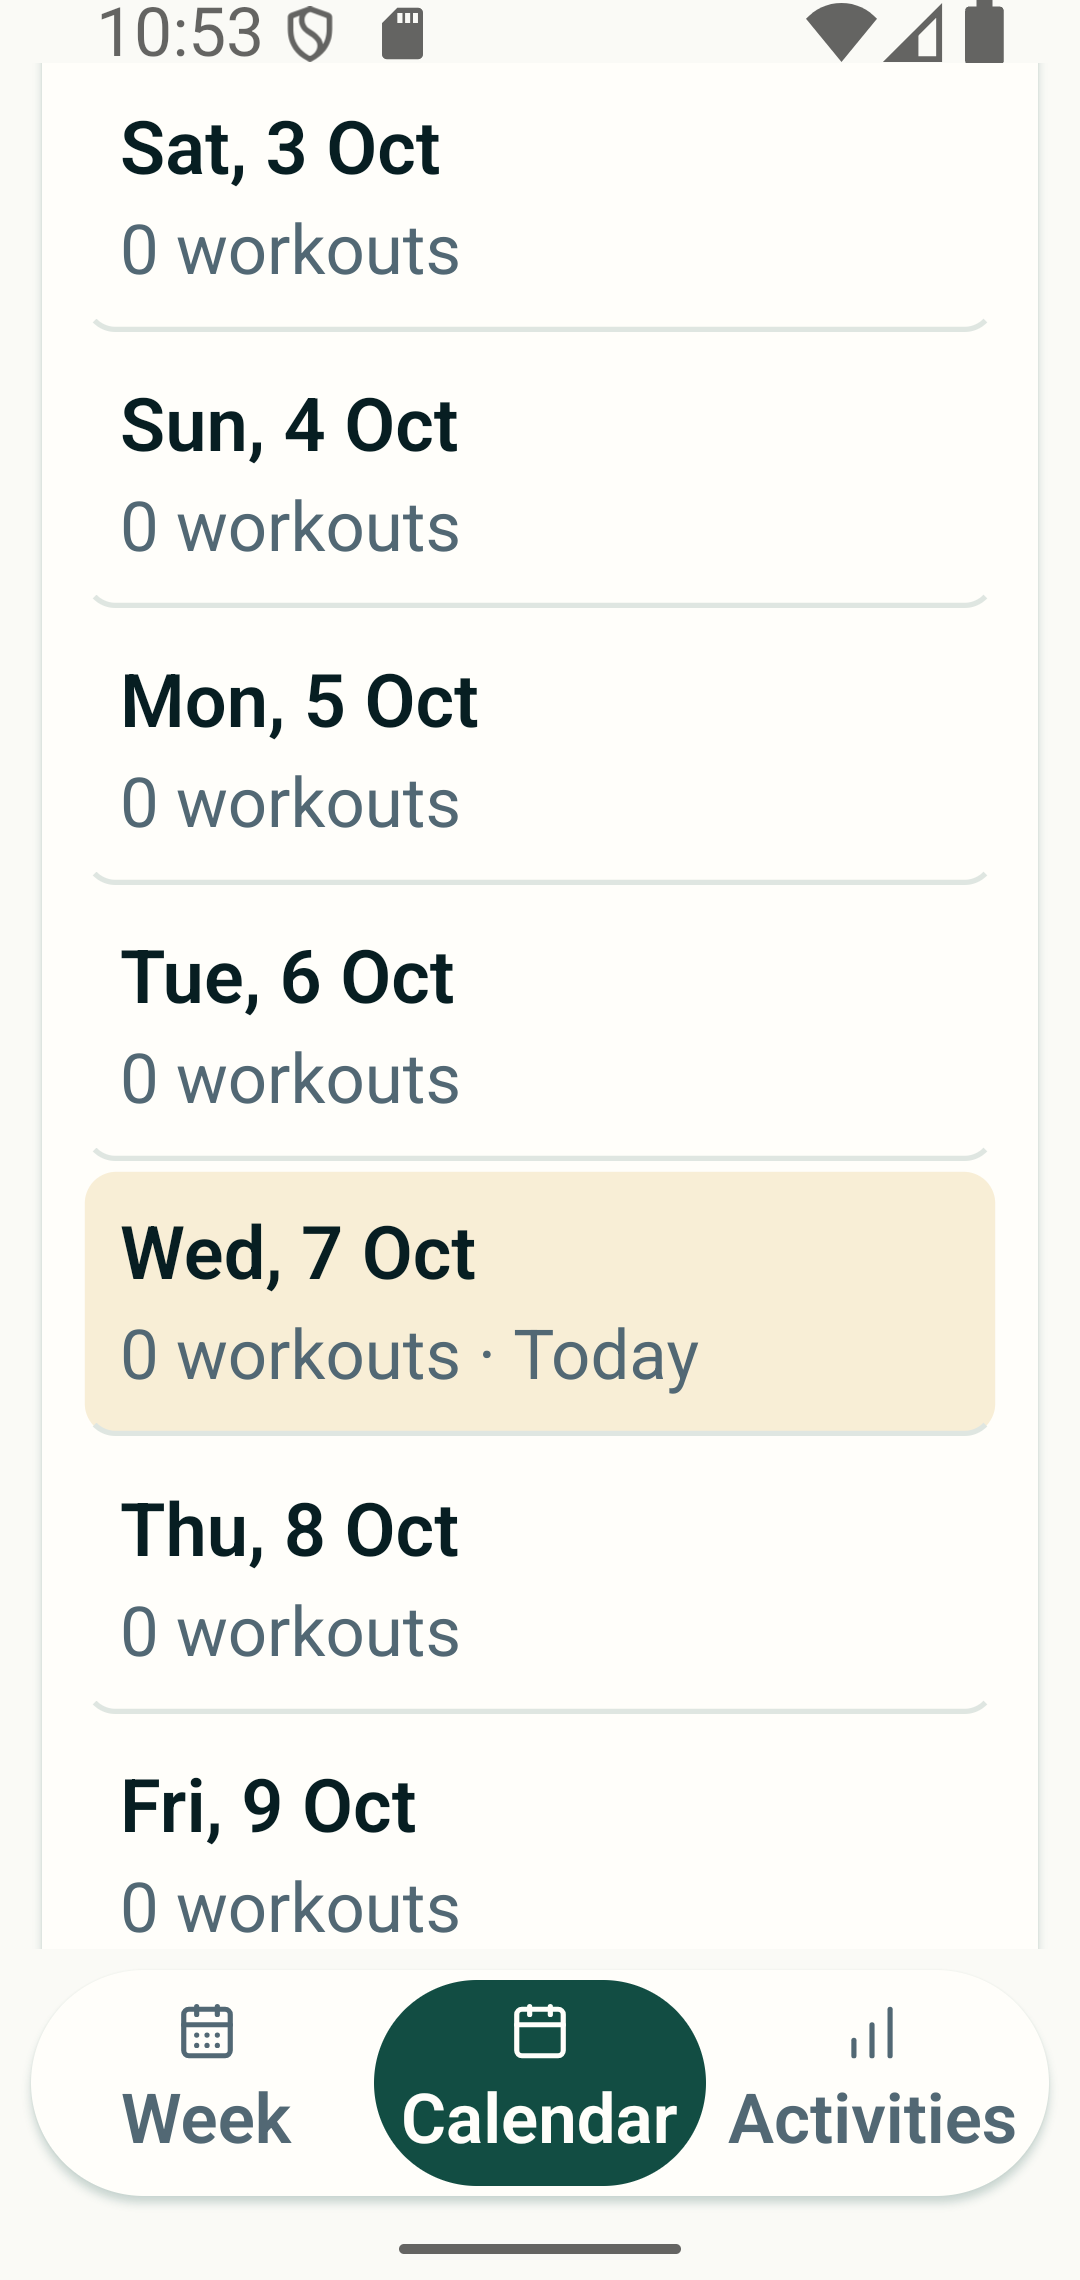 10:53
Sat, 3 Oct
0 workouts
Sun, 4 Oct
0 workouts
Mon, 5 Oct
0 workouts
Tue, 6 Oct
0 workouts
Wed, 7 Oct
0 workouts · Today
Thu, 8 Oct
0 workouts
Fri, 9 Oct
0 workouts
Week
Calendar
Activities